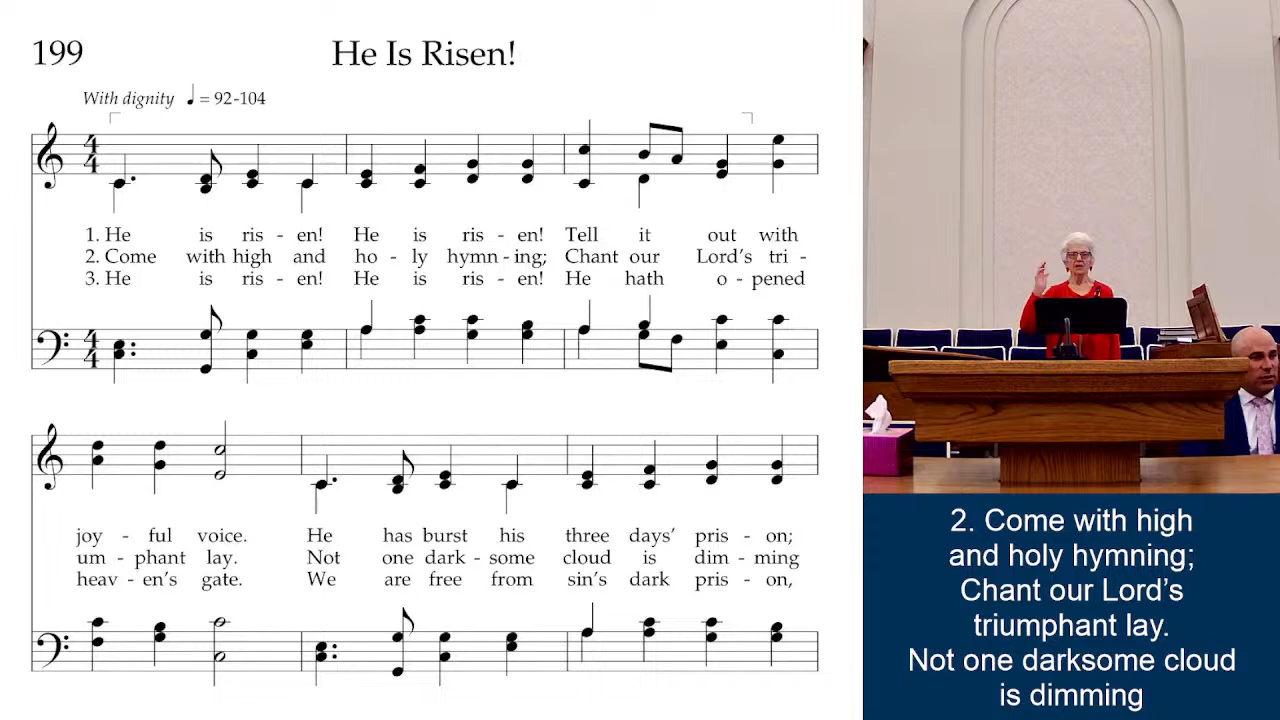 199 He Is Risen!
With dignity ♩ = 92-104
1. He is ris - en! He is ris - en! Tell it out with
2. Come with high and ho - ly hymn - ing; Chant our Lord's tri -
3. He is ris - en! He is ris - en! He hath o - pened
joy - ful voice. He has burst his three days' pris - on;
um - phant lay. Not one dark - some cloud is dim - ming
heav - en's gate. We are free from sin's dark pris - on,
2. Come with high
and holy hymning;
Chant our Lord's
triumphant lay.
Not one darksome cloud
is dimming